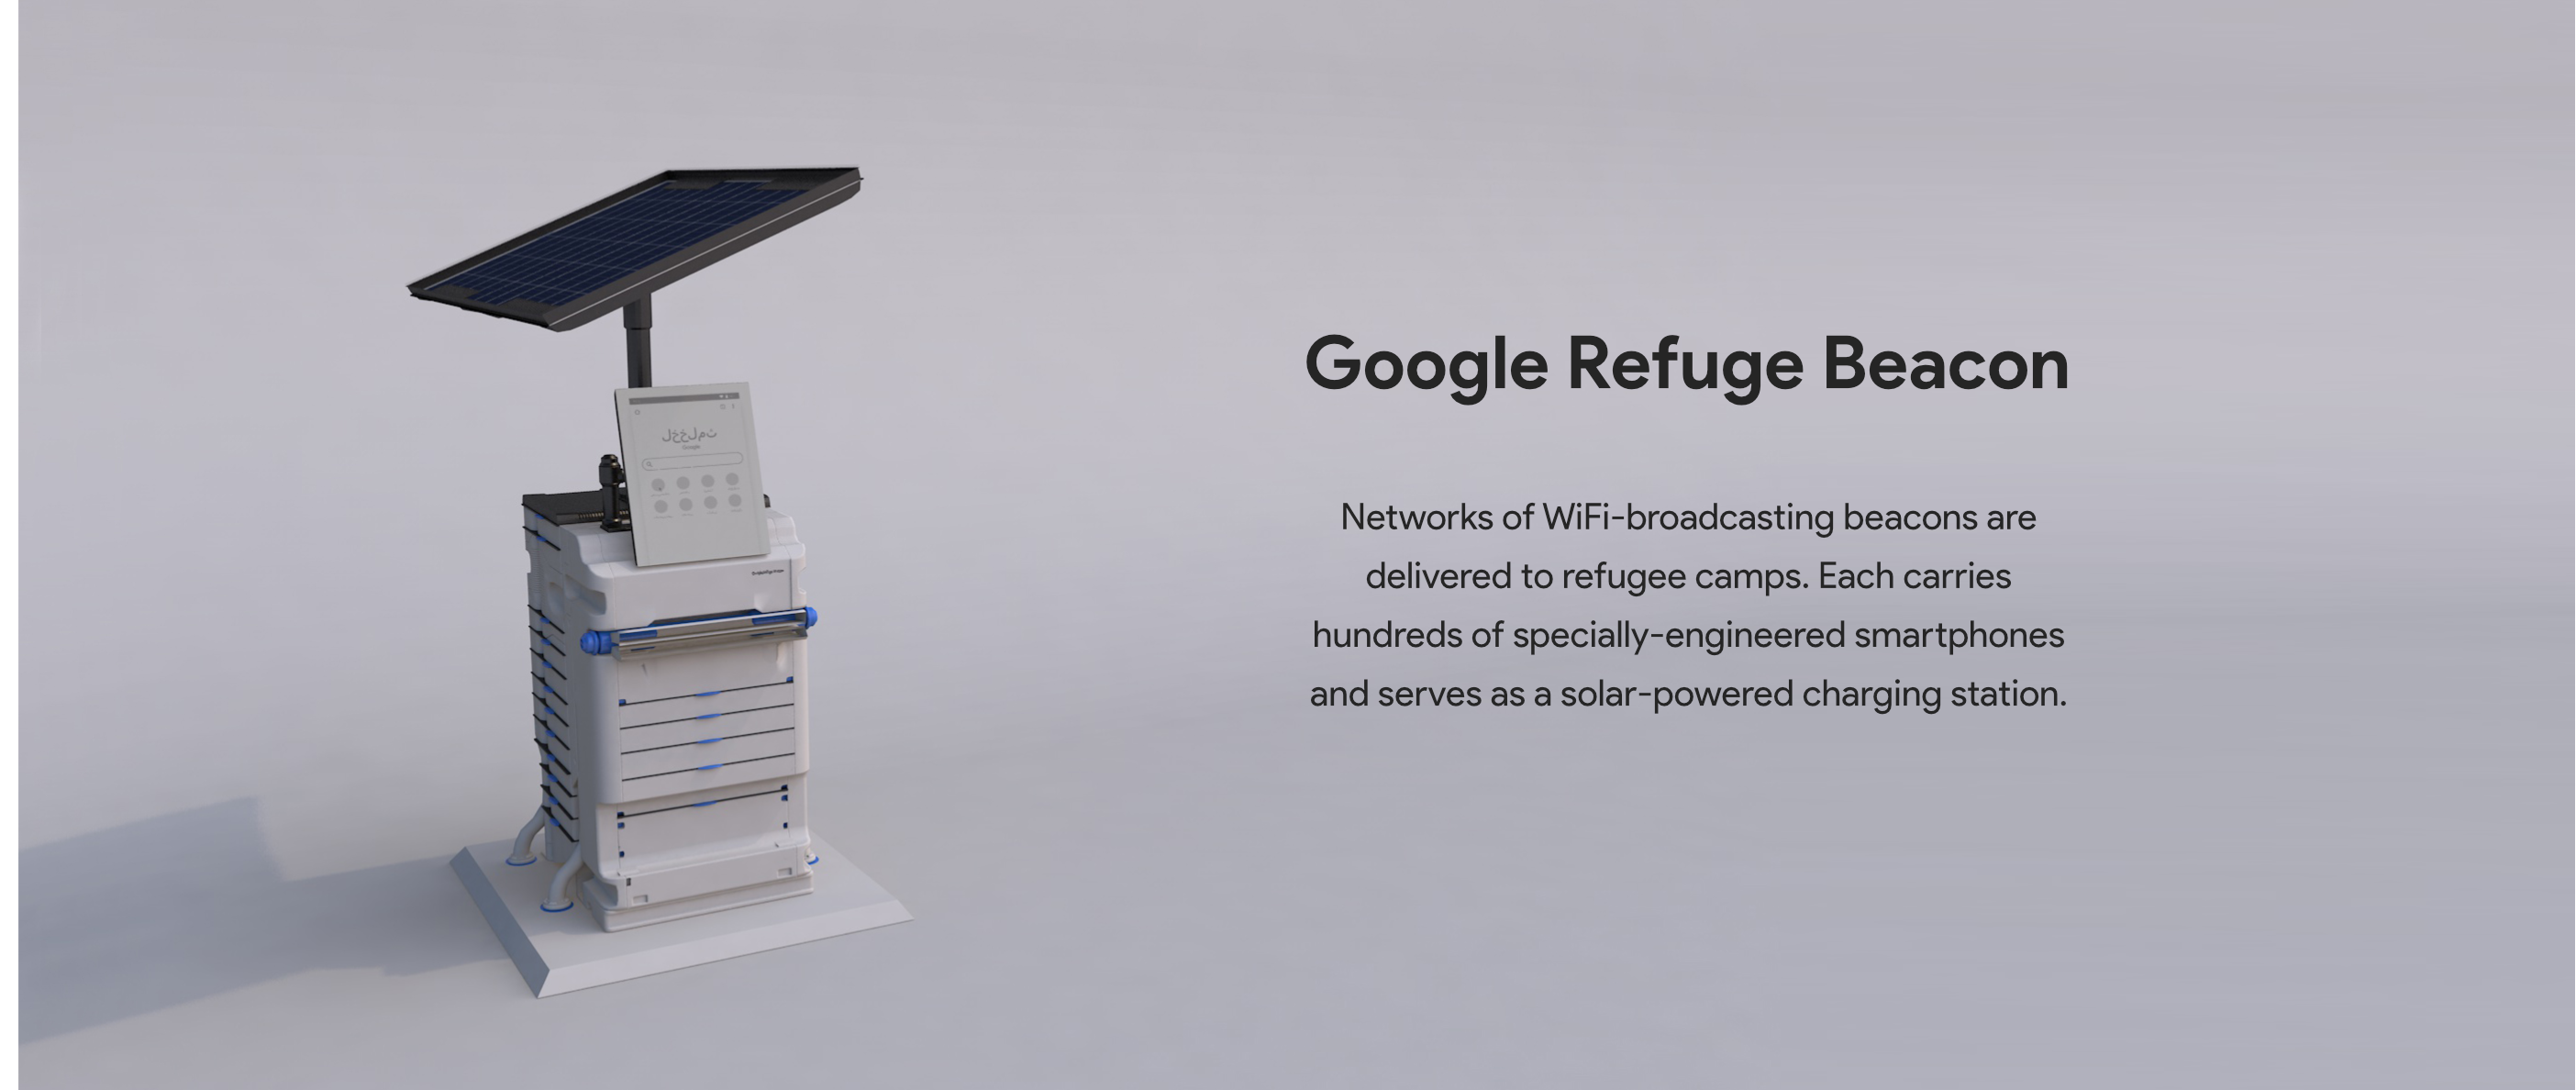 Google Refuge Beacon
Networks of WiFi-broadcasting beacons are
delivered to refugee camps. Each carries
hundreds of specially-engineered smartphones
and serves as a solar-powered charging station.
Google